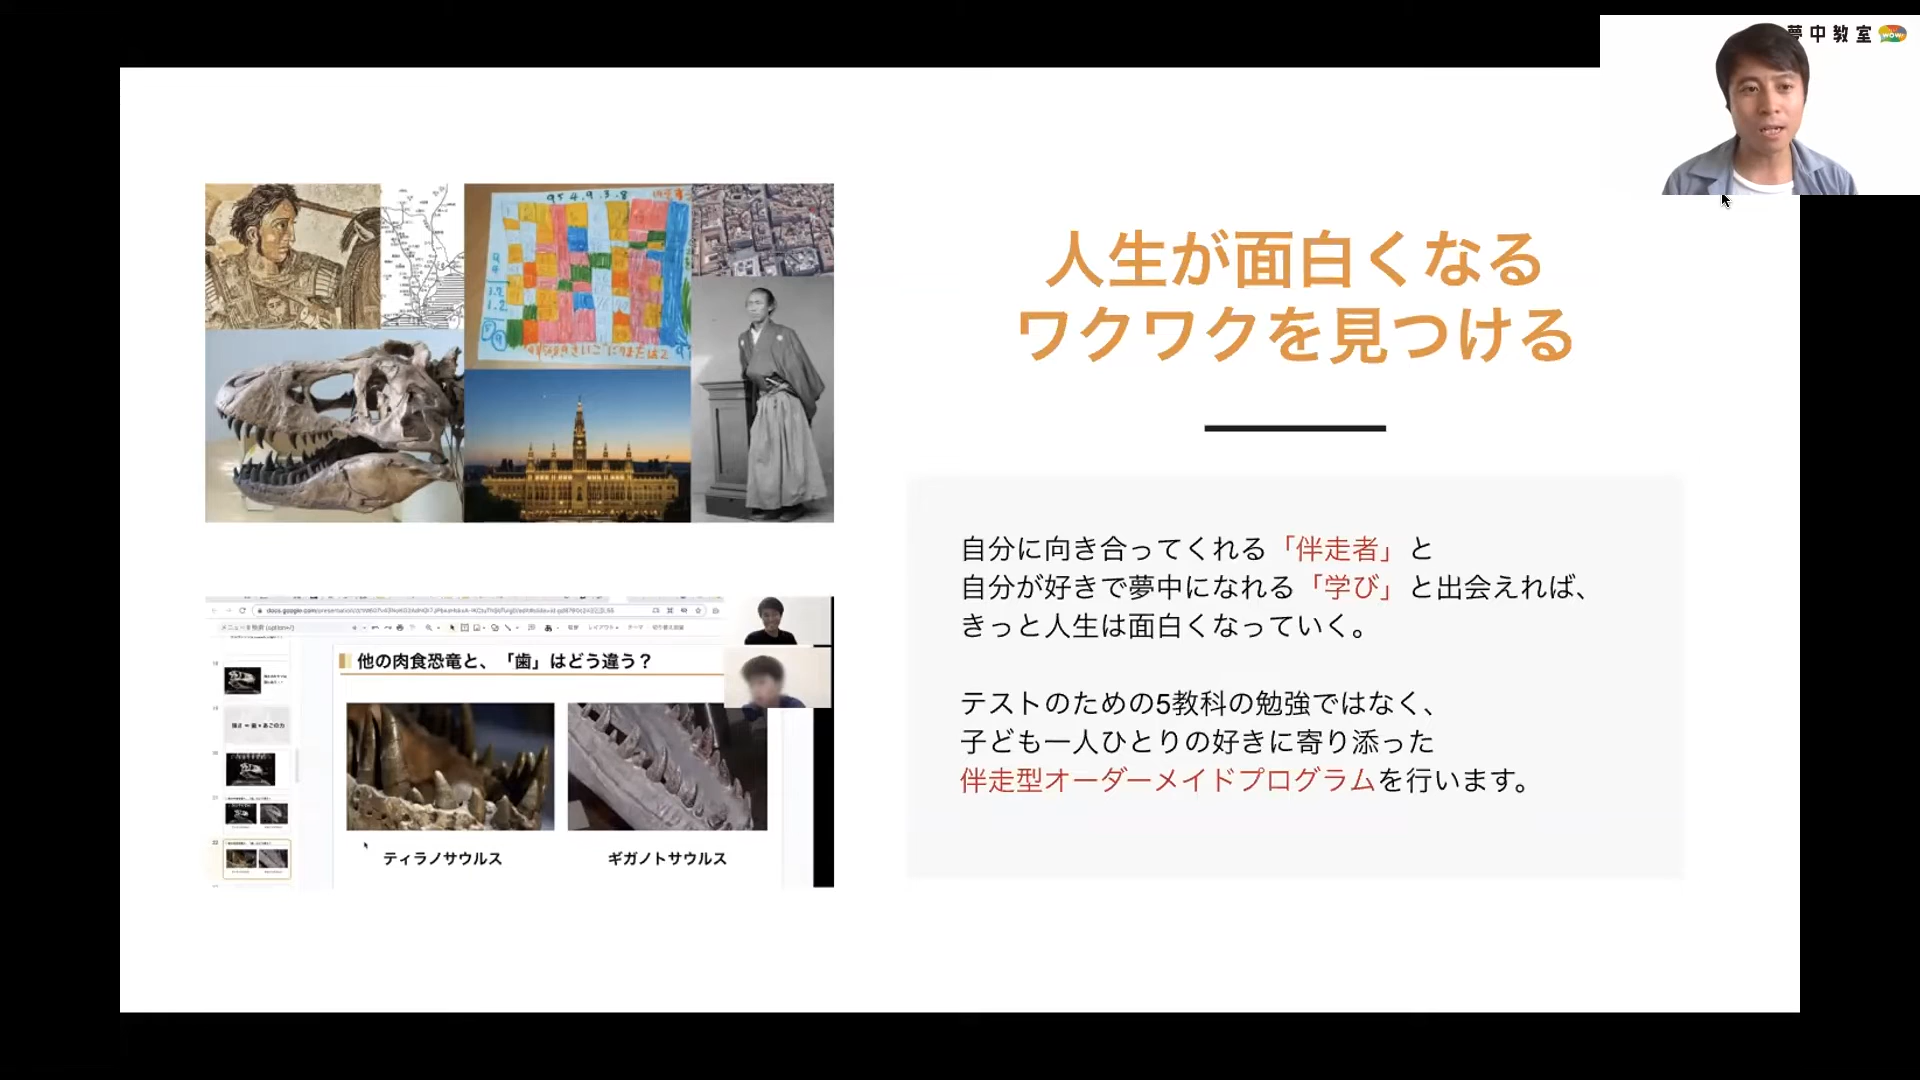 夢中教室 WOW!
人生が面白くなる
ワクワクを見つける
自分に向き合ってくれる「伴走者」と
自分が好きで夢中になれる「学び」と出会えれば、
きっと人生は面白くなっていく。
テストのための5教科の勉強ではなく、
子ども一人ひとりの好きに寄り添った
伴走型オーダーメイドプログラムを行います。
95.4.9.3.8
他の肉食恐竜と、「歯」はどう違う？
ティラノサウルス
ギガノトサウルス